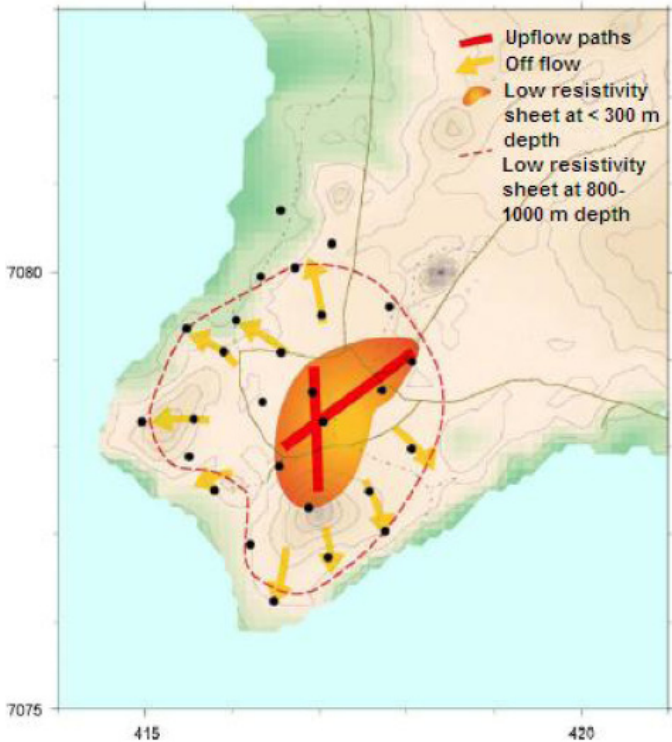 Upflow paths
Off flow
Low resistivity
sheet at < 300 m
depth
Low resistivity
sheet at 800-
1000 m depth
7080
7075
415
420